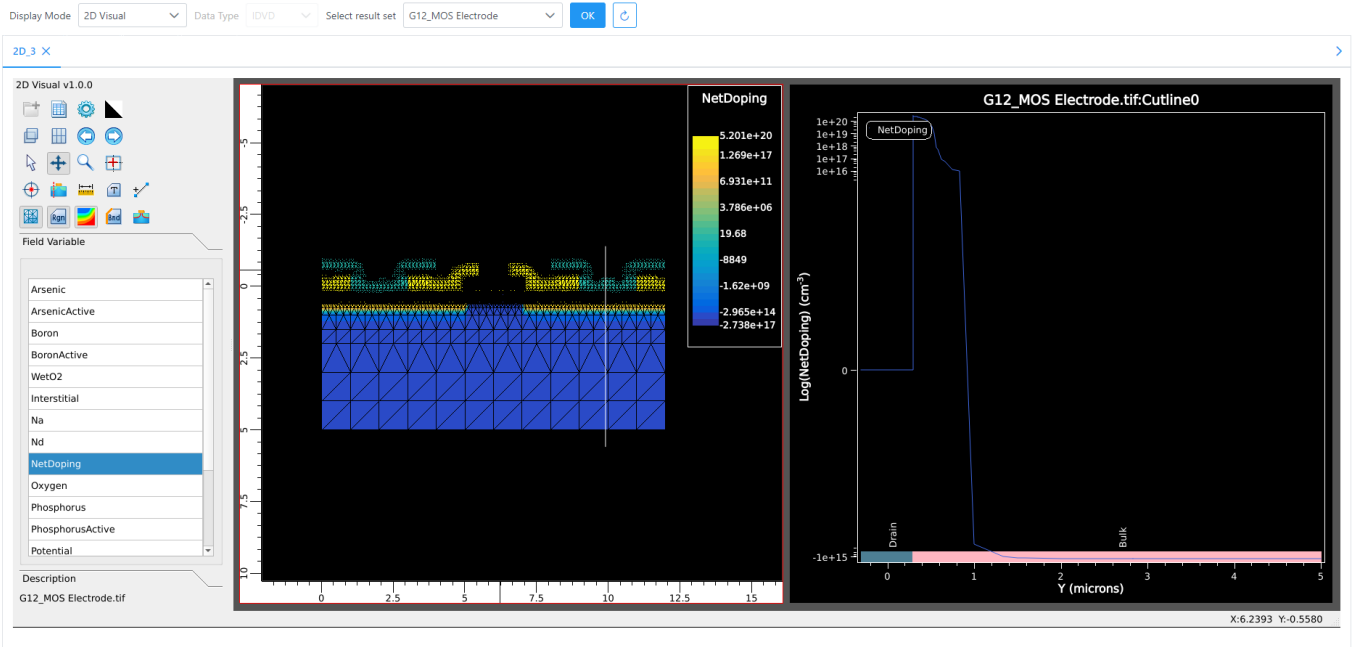 Display Mode 2D Visual Data Type IDVD Select result set G12_MOS Electrode OK
2D_3
2D Visual v1.0.0
Rgn
Bnd
Field Variable
Arsenic
ArsenicActive
Boron
BoronActive
WetO2
Interstitial
Na
Nd
NetDoping
Oxygen
Phosphorus
PhosphorusActive
Potential
Description
G12_MOS Electrode.tif
-5
-2.5
0
2.5
5
7.5
10
0 2.5 5 7.5 10 12.5 15
NetDoping
5.201e+20
1.269e+17
6.931e+11
3.786e+06
19.68
-8849
-1.62e+09
-2.965e+14
-2.738e+17
G12_MOS Electrode.tif:Cutline0
NetDoping
1e+20
1e+19
1e+18
1e+17
1e+16
0
-1e+15
Log(NetDoping) (cm-3)
Drain
Bulk
0 1 2 3 4 5
Y (microns)
X:6.2393 Y:-0.5580